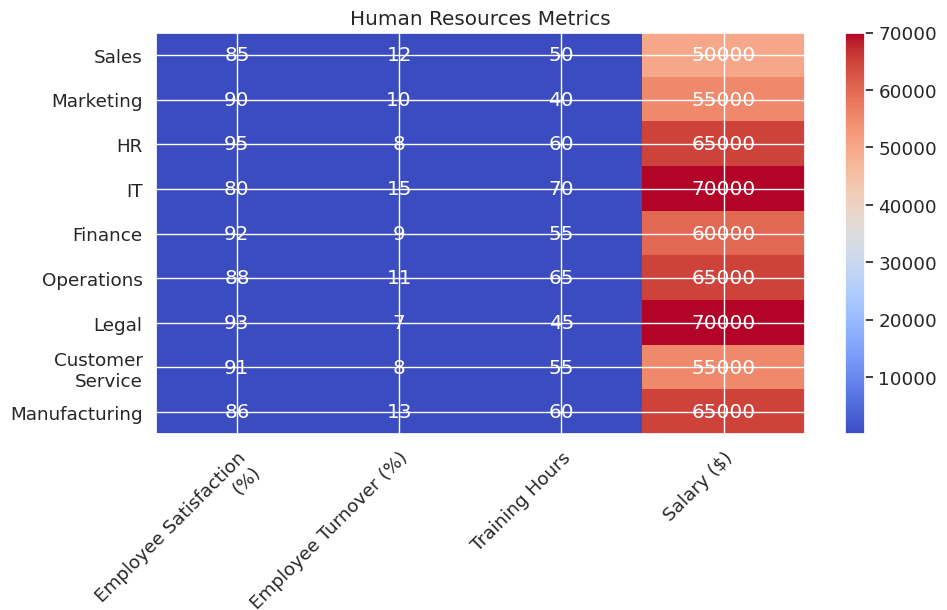 Human Resources Metrics
Sales 85 12 50 50000
Marketing 90 10 40 55000
HR 95 8 60 65000
IT 80 15 70 70000
Finance 92 9 55 60000
Operations 88 11 65 65000
Legal 93 7 45 70000
Customer
Service 91 8 55 55000
Manufacturing 86 13 60 65000
Employee Satisfaction
(%)
Employee Turnover (%)
Training Hours
Salary ($)
70000
60000
50000
40000
30000
20000
10000